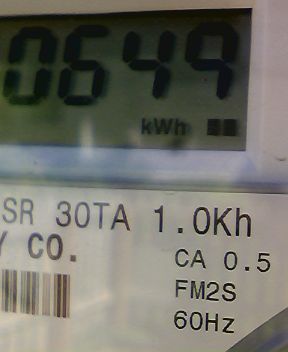 0649
kWh
SR 30TA 1.0Kh
Y CO.
CA 0.5
FM2S
60Hz